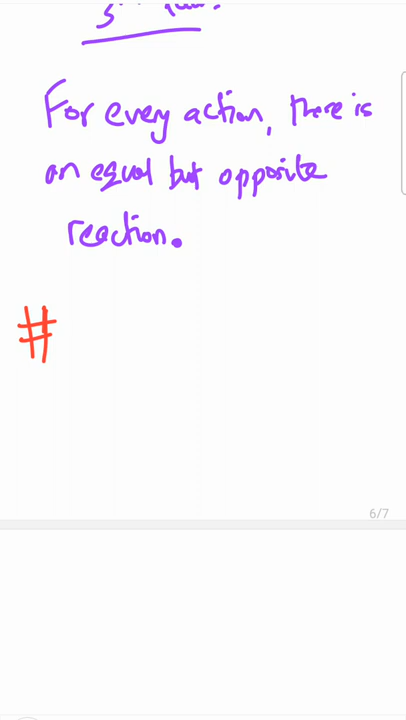 For every action, there is
an equal but opposite
reaction.
#
6/7